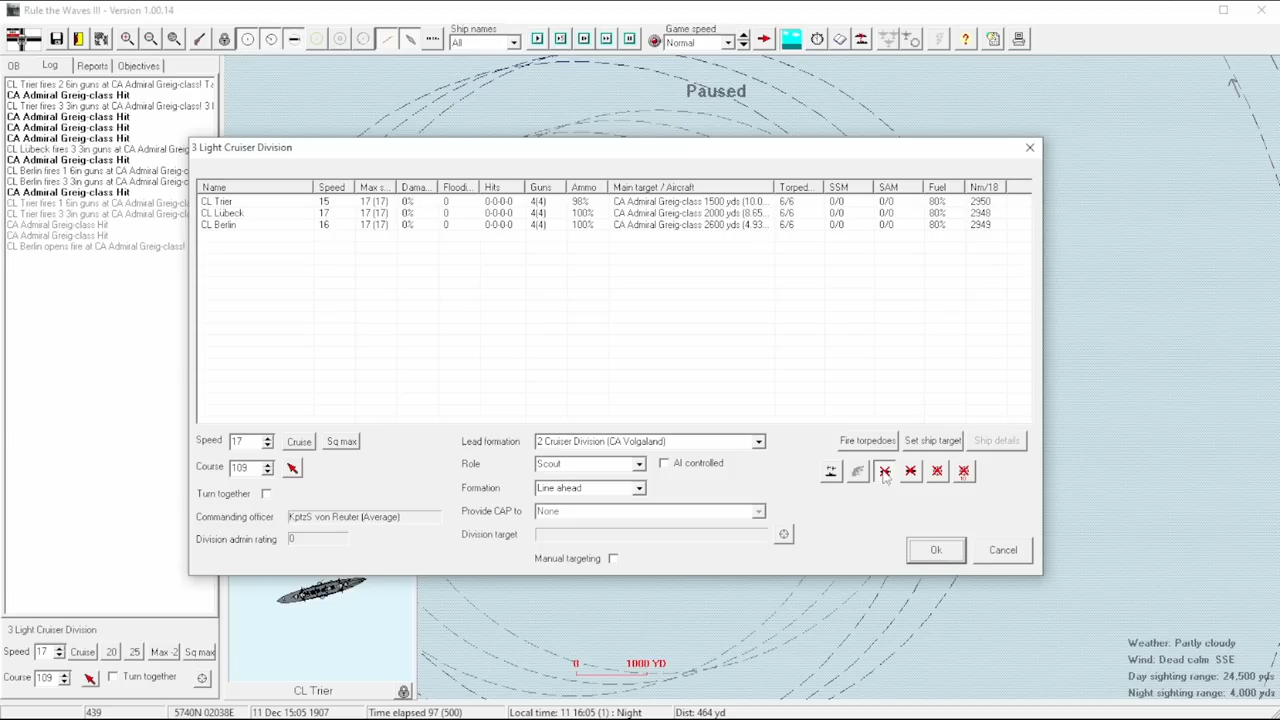 Rule the Waves III - Version 1.00.14
Ship names
All
Game speed
Normal
OB Log Reports Objectives
CL Trier fires 2 6in guns at CA Admiral Greig-class! T
CA Admiral Greig-class Hit
CL Trier fires 3 3in guns at CA Admiral Greig-class! 3
CA Admiral Greig-class Hit
CA Admiral Greig-class Hit
CA Admiral Greig-class Hit
CL Lubeck fires 3 3in guns at CA Admiral Greig-
CA Admiral Greig-class Hit
CL Berlin fires 1 6in guns at CA Admiral Greig-c
CL Berlin fires 3 3in guns at CA Admiral Greig-c
CA Admiral Greig-class Hit
CL Trier fires 1 6in guns at CA Admiral Greig-cl
CL Trier fires 3 3in guns at CA Admiral Greig-cl
CA Admiral Greig-class Hit
CA Admiral Greig-class Hit
CL Berlin opens fire at CA Admiral Greig-class!
Paused
3 Light Cruiser Division
Name Speed Max s... Dama... Floodi... Hits Guns Ammo Main target / Aircraft Torped... SSM SAM Fuel Nm/18
CL Trier 15 17 (17) 0% 0 0-0-0-0 4(4) 98% CA Admiral Greig-class 1500 yds (10.0... 6/6 0/0 0/0 80% 2950
CL Lübeck 17 17 (17) 0% 0 0-0-0-0 4(4) 100% CA Admiral Greig-class 2000 yds (8.65... 6/6 0/0 0/0 80% 2948
CL Berlin 16 17 (17) 0% 0 0-0-0-0 4(4) 100% CA Admiral Greig-class 2600 yds (4.93... 6/6 0/0 0/0 80% 2949
Speed 17 Cruise Sq max
Course 109
Turn together
Commanding officer KptzS von Reuter (Average)
Division admin rating 0
Lead formation 2 Cruiser Division (CA Volgaland)
Role Scout AI controlled
Formation Line ahead
Provide CAP to None
Division target
Manual targeting
Fire torpedoes Set ship target Ship details
10
Ok Cancel
3 Light Cruiser Division
Speed 17 Cruise 20 25 Max -2 Sq max
Course 109 Turn together
CL Trier
0 1000 YD
Weather: Partly cloudy
Wind: Dead calm SSE
Day sighting range: 24,500 yds
Night sighting range: 4,000 yds
439 5740N 02038E 11 Dec 15:05 1907 Time elapsed 97 (500) Local time: 11 16:05 (1) : Night Dist: 464 yd